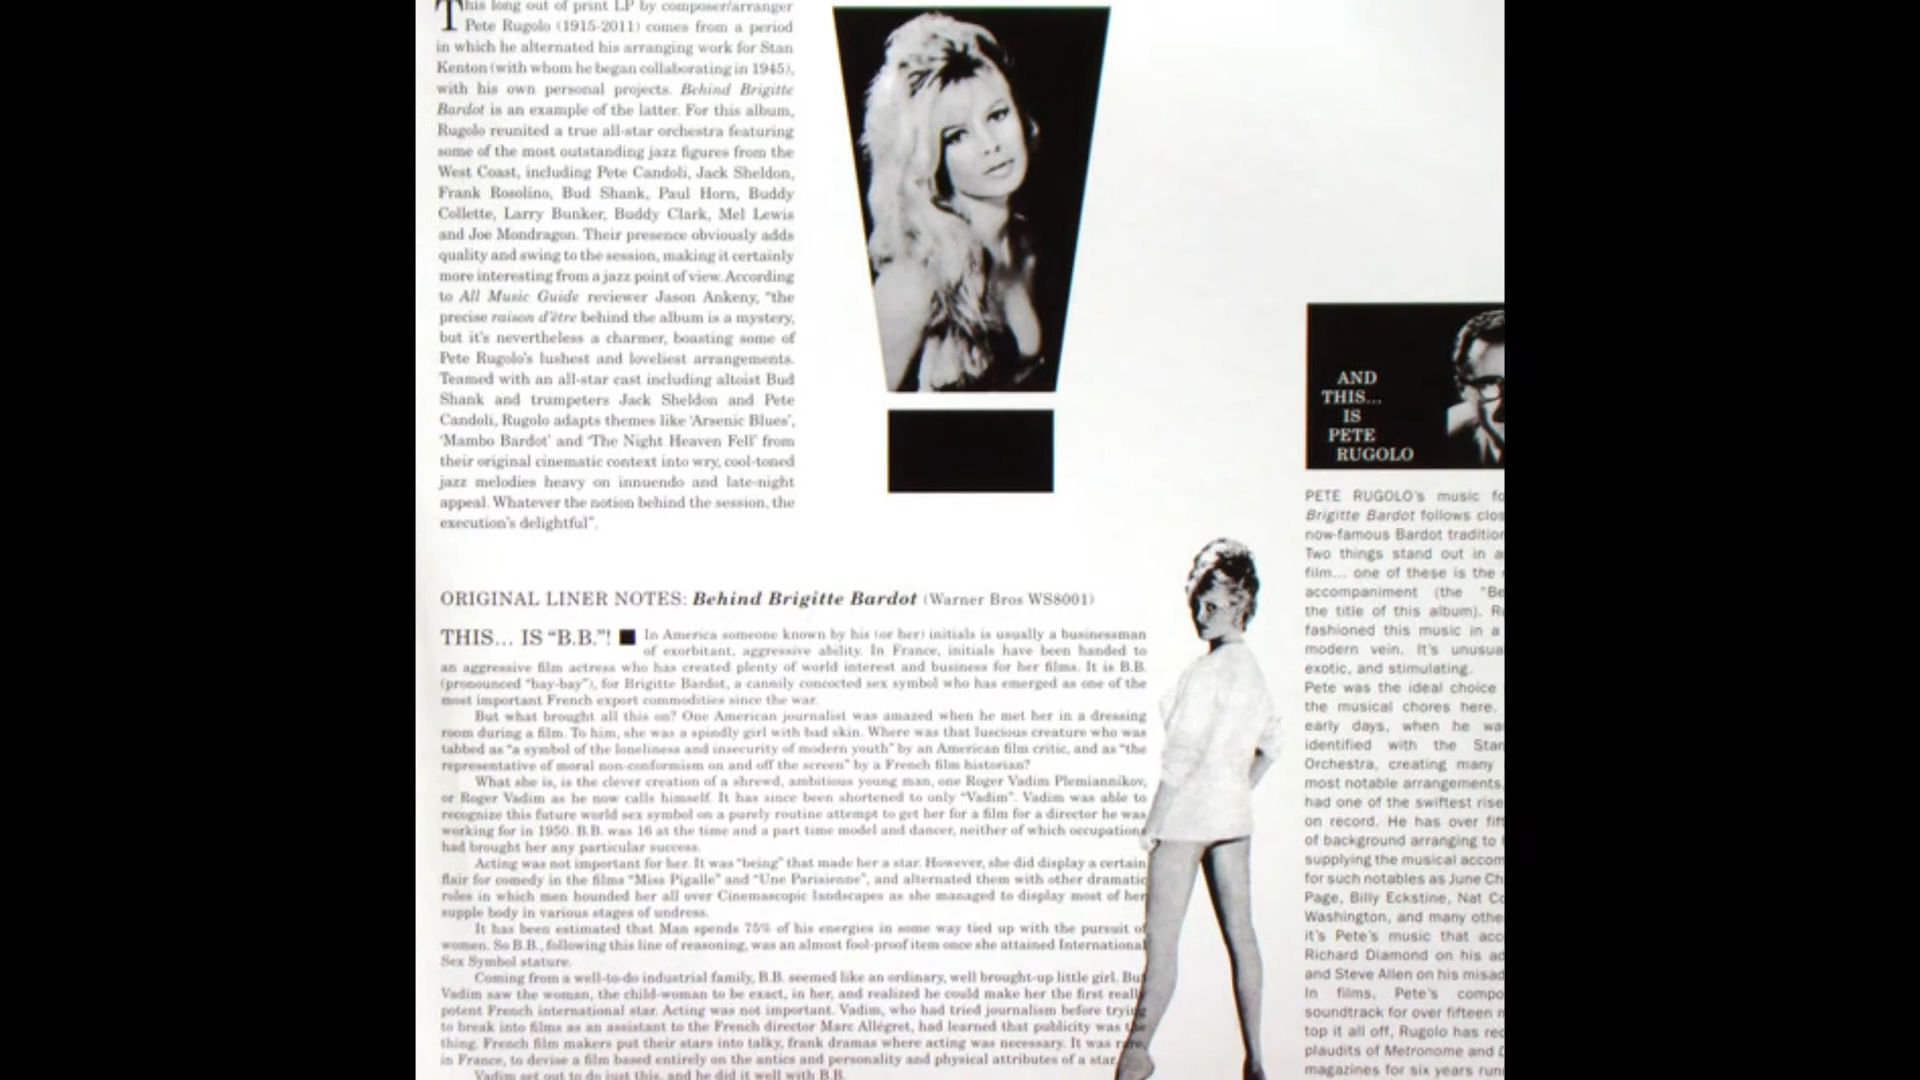 This long out of print LP by composer/arranger
Pete Rugolo (1915-2011) comes from a period
in which he alternated his arranging work for Stan
Kenton (with whom he began collaborating in 1945),
with his own personal projects. Behind Brigitte
Bardot is an example of the latter. For this album,
Rugolo reunited a true all-star orchestra featuring
some of the most outstanding jazz figures from the
West Coast, including Pete Candoli, Jack Sheldon,
Frank Rosolino, Bud Shank, Paul Horn, Buddy
Collette, Larry Bunker, Buddy Clark, Mel Lewis
and Joe Mondragon. Their presence obviously adds
quality and swing to the session, making it certainly
more interesting from a jazz point of view. According
to All Music Guide reviewer Jason Ankeny, "the
precise raison d'être behind the album is a mystery,
but it's nevertheless a charmer, boasting some of
Pete Rugolo's lushest and loveliest arrangements.
Teamed with an all-star cast including altoist Bud
Shank and trumpeters Jack Sheldon and Pete
Candoli, Rugolo adapts themes like 'Arsenic Blues',
'Mambo Bardot' and 'The Night Heaven Fell' from
their original cinematic context into wry, cool-toned
jazz melodies heavy on innuendo and late-night
appeal. Whatever the notion behind the session, the
execution's delightful".
ORIGINAL LINER NOTES: Behind Brigitte Bardot (Warner Bros WS8001)
THIS... IS "B.B."! ■ In America someone known by his (or her) initials is usually a businessman
of exorbitant, aggressive ability. In France, initials have been handed to
an aggressive film actress who has created plenty of world interest and business for her films. It is B.B.
(pronounced "bay-bay"), for Brigitte Bardot, a cannily concocted sex symbol who has emerged as one of the
most important French export commodities since the war.
But what brought all this on? One American journalist was amazed when he met her in a dressing
room during a film. To him, she was a spindly girl with bad skin. Where was that luscious creature who was
tabbed as "a symbol of the loneliness and insecurity of modern youth" by an American film critic, and as "the
representative of moral non-conformism on and off the screen" by a French film historian?
What she is, is the clever creation of a shrewd, ambitious young man, one Roger Vadim Plemiannikov,
or Roger Vadim as he now calls himself. It has since been shortened to only "Vadim". Vadim was able to
recognize this future world sex symbol on a purely routine attempt to get her for a film for a director he was
working for in 1950. B.B. was 16 at the time and a part time model and dancer, neither of which occupations
had brought her any particular success.
Acting was not important for her. It was "being" that made her a star. However, she did display a certain
flair for comedy in the films "Miss Pigalle" and "Une Parisienne", and alternated them with other dramatic
roles in which men hounded her all over Cinemascopic landscapes as she managed to display most of her
supple body in various stages of undress.
It has been estimated that Man spends 75% of his energies in some way tied up with the pursuit of
women. So B.B., following this line of reasoning, was an almost fool-proof item once she attained International
Sex Symbol stature.
Coming from a well-to-do industrial family, B.B. seemed like an ordinary, well brought-up little girl. But
Vadim saw the woman, the child-woman to be exact, in her, and realized he could make her the first really
potent French international star. Acting was not important. Vadim, who had tried journalism before trying
to break into films as an assistant to the French director Marc Allégret, had learned that publicity was the
thing. French film makers put their stars into talky, frank dramas where acting was necessary. It was rare,
in France, to devise a film based entirely on the antics and personality and physical attributes of a star.
Vadim set out to do just this, and he did it well with B.B.
AND
THIS...
IS
PETE
RUGOLO
PETE RUGOLO's music fo
Brigitte Bardot follows clos
now-famous Bardot tradition
Two things stand out in a
film... one of these is the
accompaniment (the "Be
the title of this album). R
fashioned this music in a
modern vein. It's unusua
exotic, and stimulating.
Pete was the ideal choice
the musical chores here.
early days, when he wa
identified with the Stan
Orchestra, creating many
most notable arrangements,
had one of the swiftest rise
on record. He has over fift
of background arranging to
supplying the musical accom
for such notables as June Ch
Page, Billy Eckstine, Nat Co
Washington, and many othe
it's Pete's music that acc
Richard Diamond on his ad
and Steve Allen on his misad
In films, Pete's compo
soundtrack for over fifteen m
top it all off, Rugolo has rec
plaudits of Metronome and D
magazines for six years run